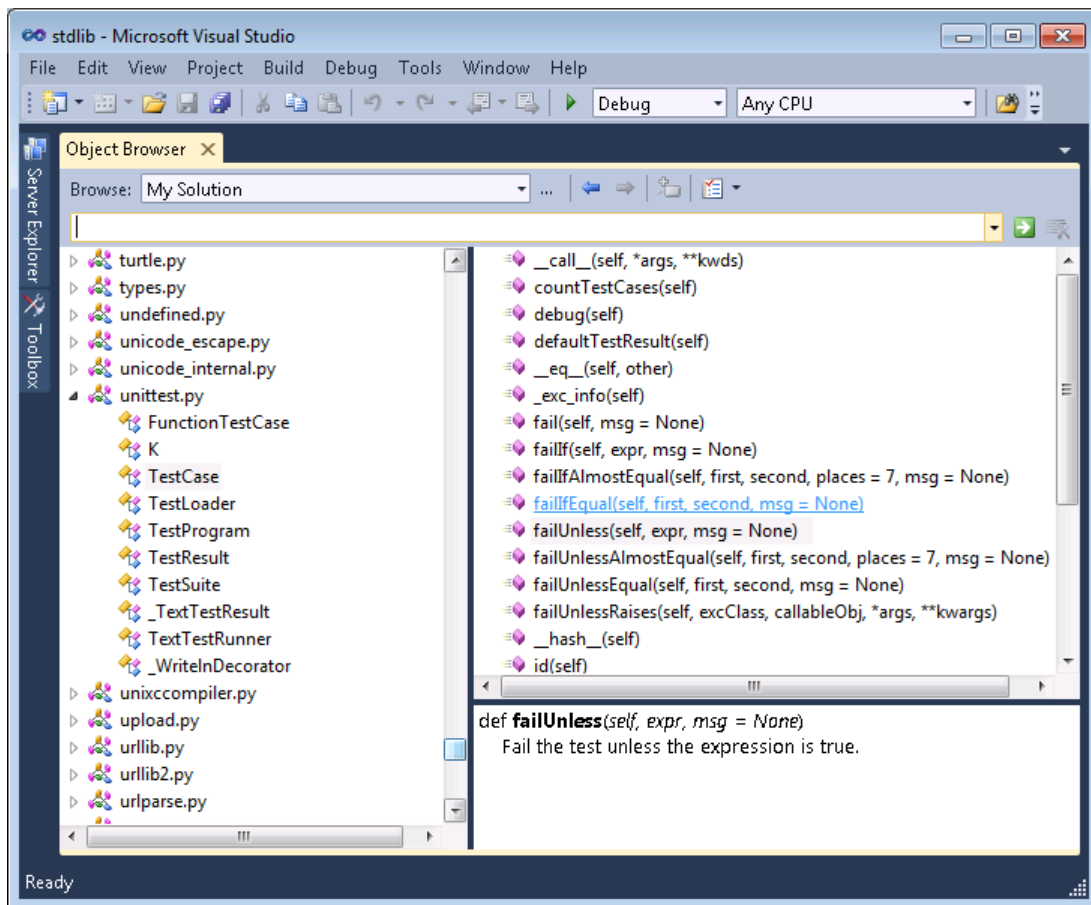 stdlib - Microsoft Visual Studio
File Edit View Project Build Debug Tools Window Help
Debug Any CPU
Server Explorer
Toolbox
Object Browser
Browse: My Solution ...
turtle.py
types.py
undefined.py
unicode_escape.py
unicode_internal.py
unittest.py
FunctionTestCase
K
TestCase
TestLoader
TestProgram
TestResult
TestSuite
_TextTestResult
TextTestRunner
_WritelnDecorator
unixccompiler.py
upload.py
urllib.py
urllib2.py
urlparse.py
__call__(self, *args, **kwds)
countTestCases(self)
debug(self)
defaultTestResult(self)
__eq__(self, other)
_exc_info(self)
fail(self, msg = None)
failIf(self, expr, msg = None)
failIfAlmostEqual(self, first, second, places = 7, msg = None)
failIfEqual(self, first, second, msg = None)
failUnless(self, expr, msg = None)
failUnlessAlmostEqual(self, first, second, places = 7, msg = None)
failUnlessEqual(self, first, second, msg = None)
failUnlessRaises(self, excClass, callableObj, *args, **kwargs)
__hash__(self)
id(self)
def failUnless(self, expr, msg = None)
Fail the test unless the expression is true.
Ready